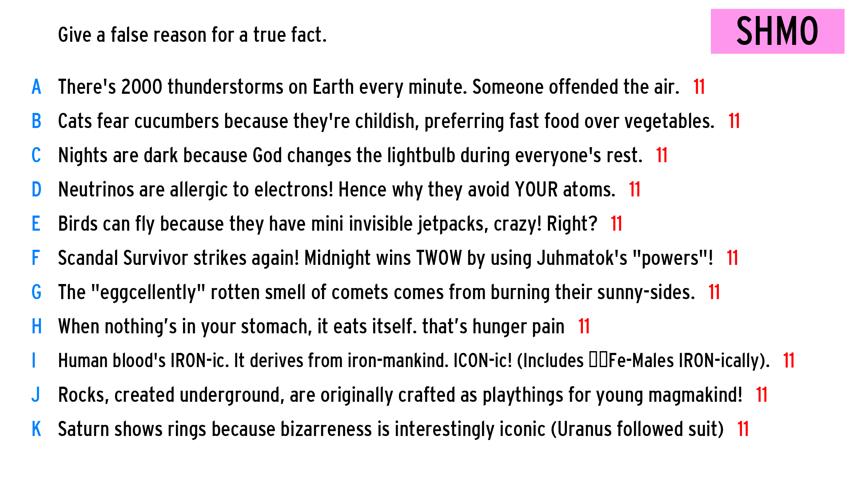 Give a false reason for a true fact.
SHMO
A There's 2000 thunderstorms on Earth every minute. Someone offended the air. 11
B Cats fear cucumbers because they're childish, preferring fast food over vegetables. 11
C Nights are dark because God changes the lightbulb during everyone's rest. 11
D Neutrinos are allergic to electrons! Hence why they avoid YOUR atoms. 11
E Birds can fly because they have mini invisible jetpacks, crazy! Right? 11
F Scandal Survivor strikes again! Midnight wins TWOW by using Juhmatok's "powers"! 11
G The "eggcellently" rotten smell of comets comes from burning their sunny-sides. 11
H When nothing’s in your stomach, it eats itself. that’s hunger pain 11
I Human blood's IRON-ic. It derives from iron-mankind. ICON-ic! (Includes Fe-Males IRON-ically). 11
J Rocks, created underground, are originally crafted as playthings for young magmakind! 11
K Saturn shows rings because bizarreness is interestingly iconic (Uranus followed suit) 11